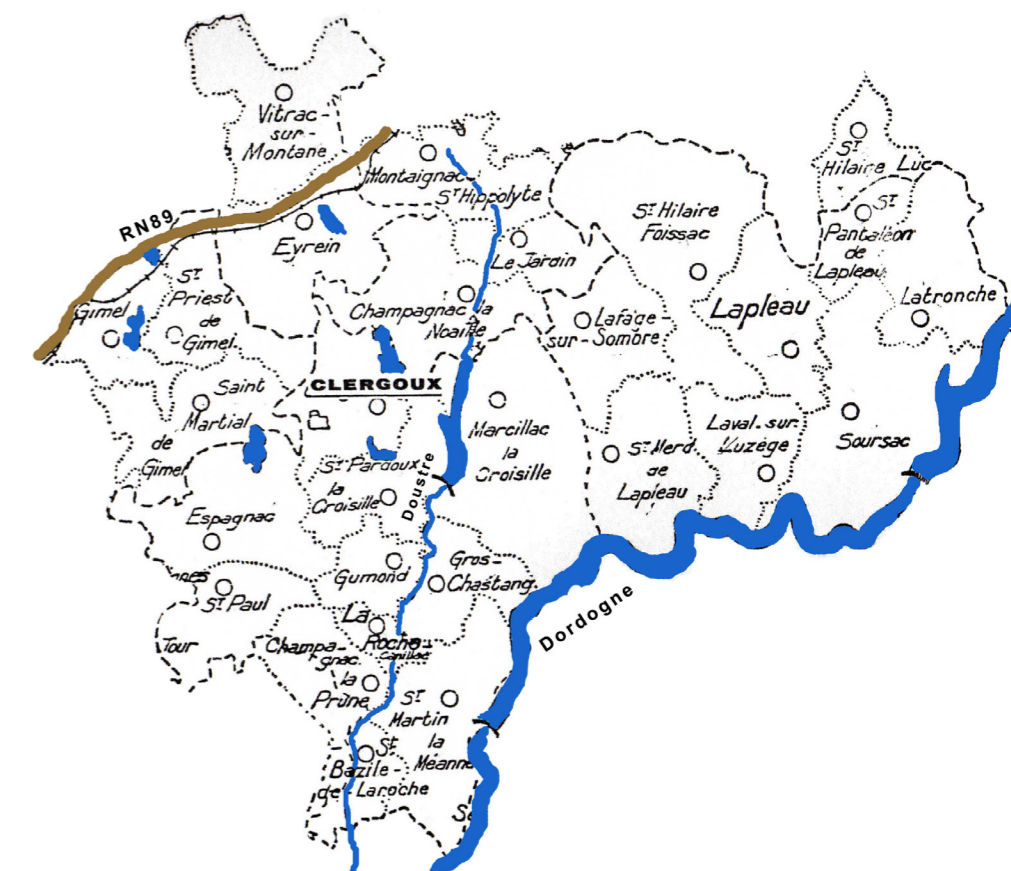 Vitrac-
sur-
Montane
RN89
Montaignac-
St Hippolyte
Eyrein
Le Jardin
St Hilaire
Foissac
St
Hilaire Luc
St
Pantaléon
de
Lapleau
Latronche
Gimel
St
Priest
de
Gimel
Champagnac la
Noaille
Lafage-
sur-Sombre
Lapleau
CLERGOUX
Saint
Martial
de
Gimel
Marcillac
la
Croisille
St Merd
de
Lapleau
Laval-sur-
Luzège
Soursac
St Pardoux
la
Croisille
Doustre
Espagnac
Gumond
Gros-
Chastang
nnes
St Paul
Tour
La
Roche-
Canillac
Champa-
gnac
la
Prune
Dordogne
St
Martin
la
Méanne
St
Bazile-
de-Laroche
Se